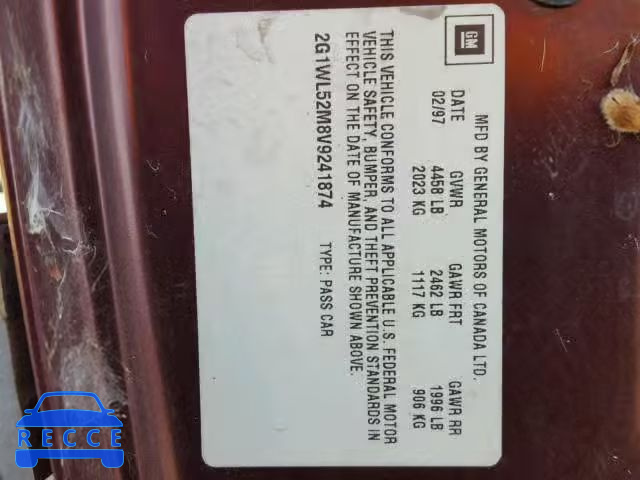 GM
MFD BY GENERAL MOTORS OF CANADA LTD.
DATE GVWR GAWR FRT GAWR RR
02/97 4458 LB 2462 LB 1996 LB
2023 KG 1117 KG 906 KG
THIS VEHICLE CONFORMS TO ALL APPLICABLE U.S. FEDERAL MOTOR
VEHICLE SAFETY, BUMPER, AND THEFT PREVENTION STANDARDS IN
EFFECT ON THE DATE OF MANUFACTURE SHOWN ABOVE.
2G1WL52M8V9241874 TYPE: PASS CAR
RECCE